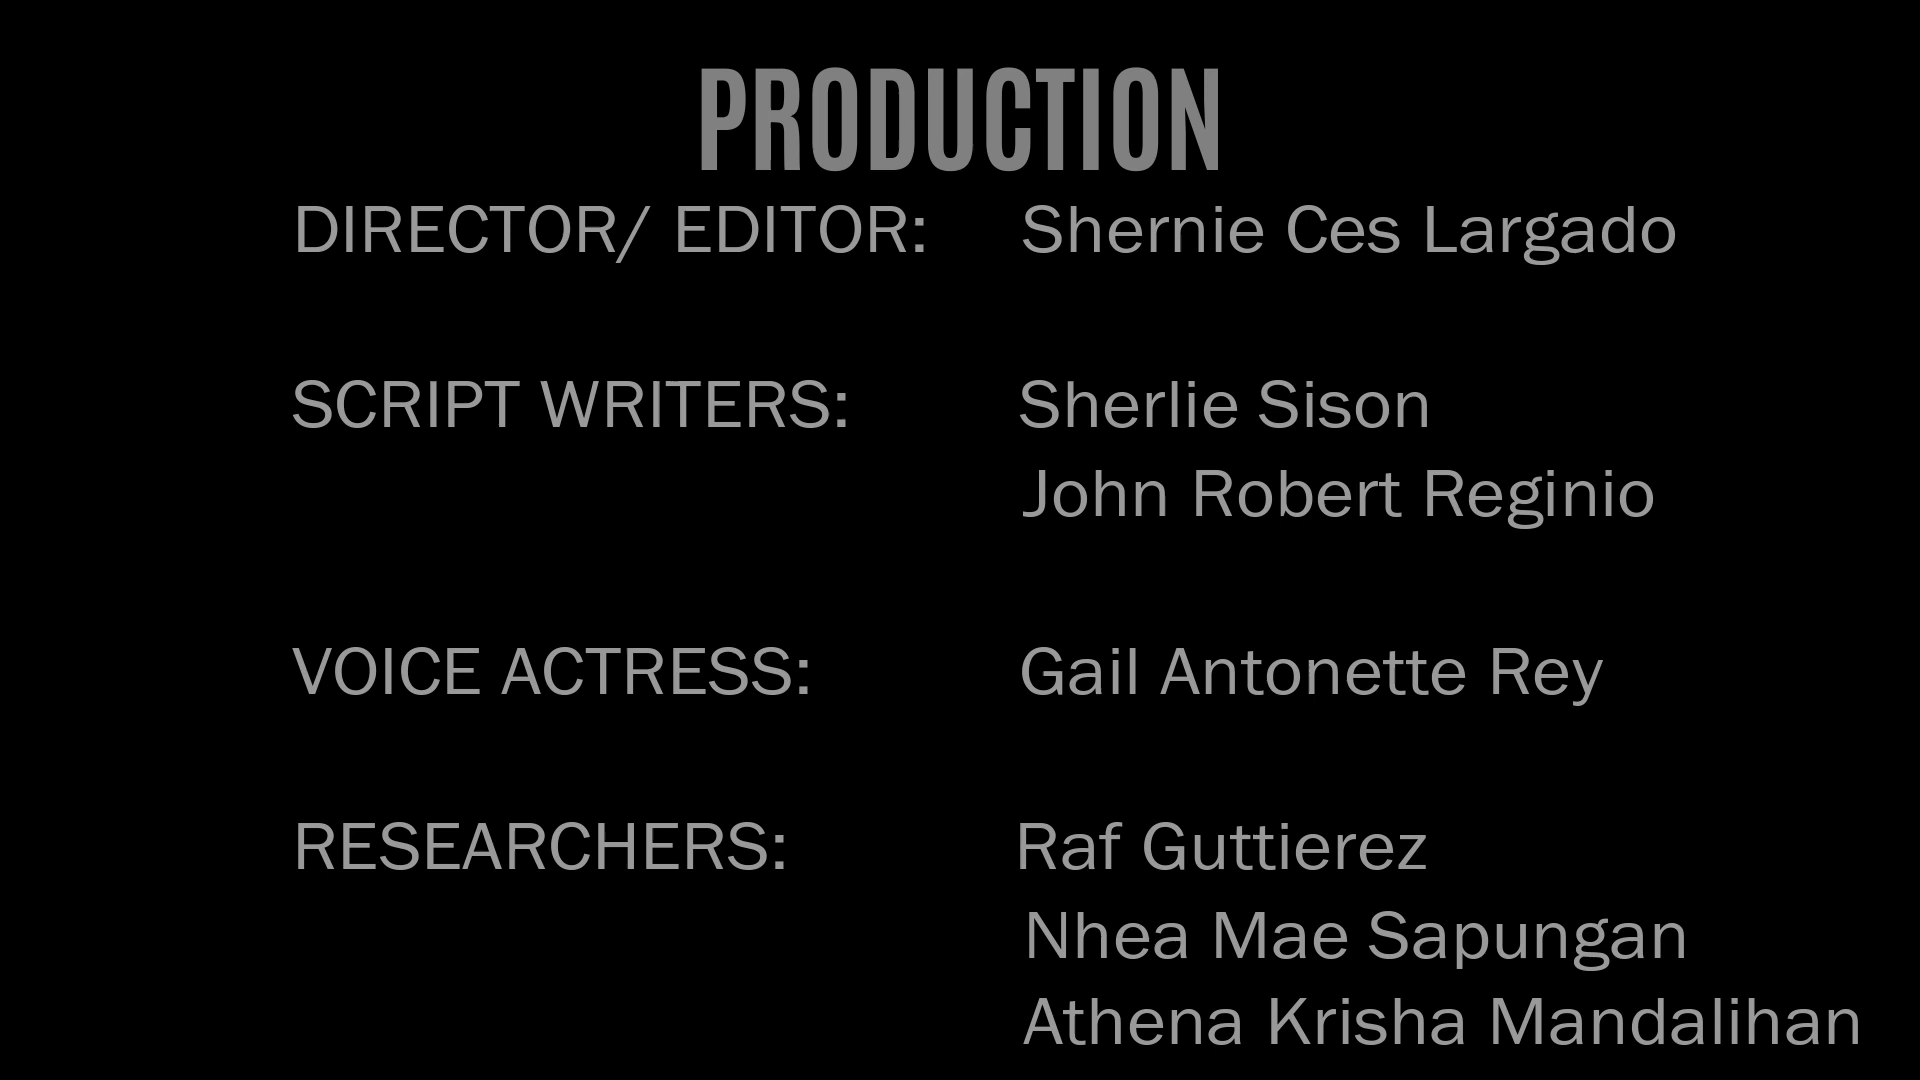 PRODUCTION
DIRECTOR/ EDITOR: Shernie Ces Largado
SCRIPT WRITERS: Sherlie Sison
John Robert Reginio
VOICE ACTRESS: Gail Antonette Rey
RESEARCHERS: Raf Guttierez
Nhea Mae Sapungan
Athena Krisha Mandalihan